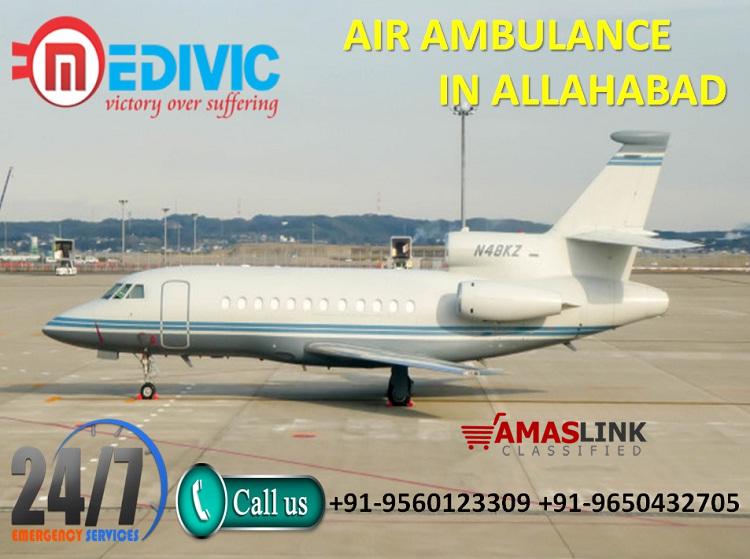 MEDIVIC
victory over suffering
AIR AMBULANCE
IN ALLAHABAD
N48KZ
AMASLINK
CLASSIFIED
24/7
EMERGENCY SERVICES
Call us
+91-9560123309 +91-9650432705